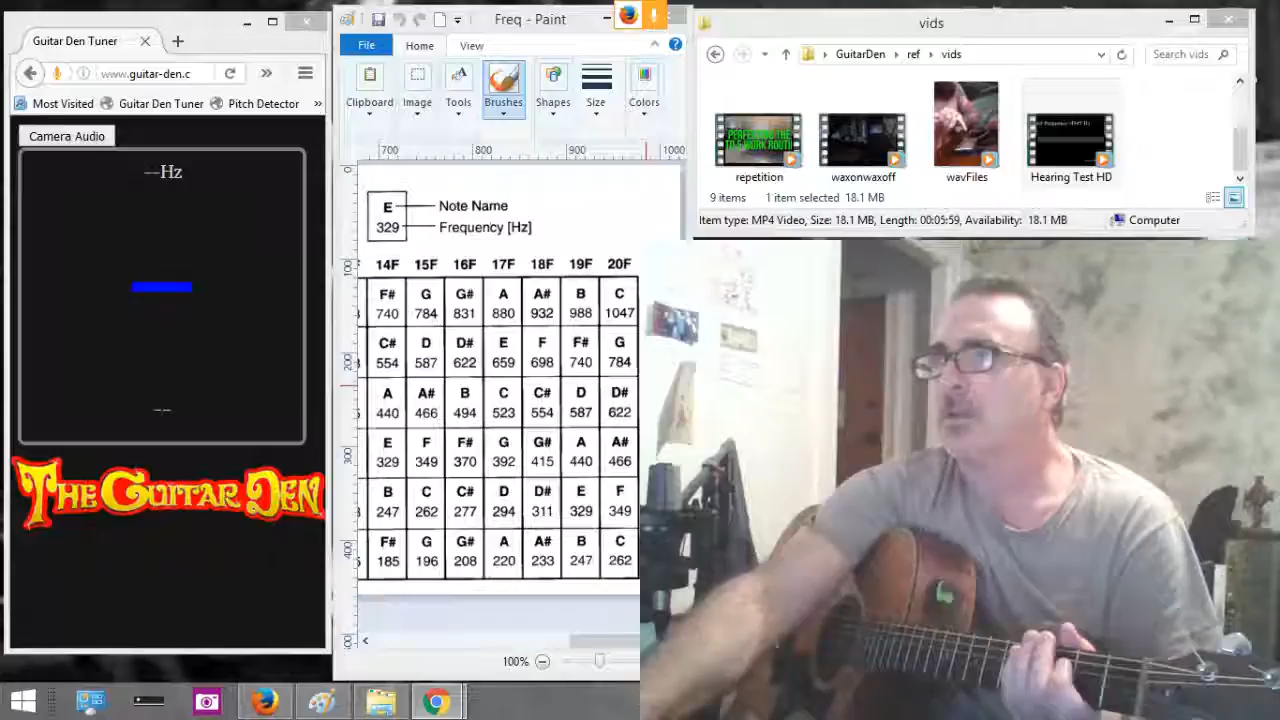 Guitar Den Tuner
www.guitar-den.c
Most Visited Guitar Den Tuner Pitch Detector »
Camera Audio
--Hz
--
THE GUITAR DEN
Freq - Paint
File Home View
Clipboard Image Tools Brushes Shapes Size Colors
700 800 900 1000
E Note Name
329 Frequency [Hz]
14F 15F 16F 17F 18F 19F 20F
F# G G# A A# B C
740 784 831 880 932 988 1047
C# D D# E F F# G
554 587 622 659 698 740 784
A A# B C C# D D#
440 466 494 523 554 587 622
E F F# G G# A A#
329 349 370 392 415 440 466
B C C# D D# E F
247 262 277 294 311 329 349
F# G G# A A# B C
185 196 208 220 233 247 262
100%
vids
GuitarDen ref vids
Search vids
repetition waxonwaxoff wavFiles Hearing Test HD
9 items 1 item selected 18.1 MB
Item type: MP4 Video, Size: 18.1 MB, Length: 00:05:59, Availability: 18.1 MB Computer